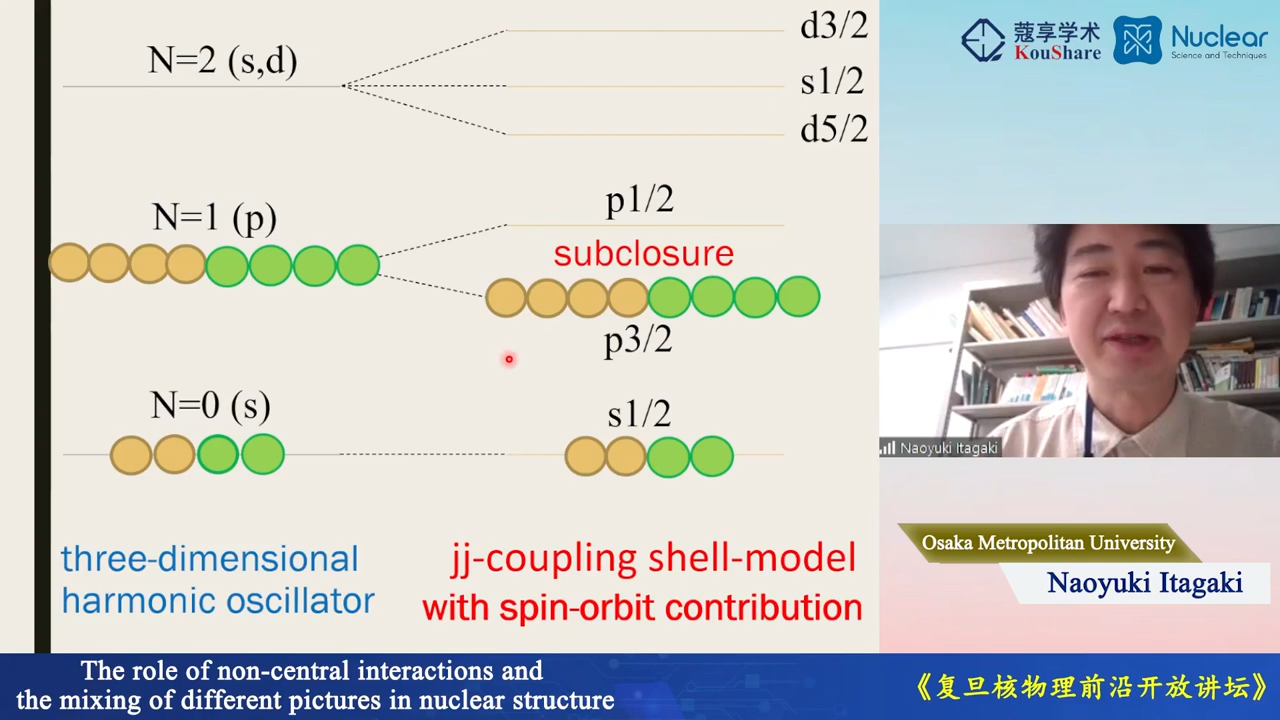 N=2 (s,d)
d3/2
s1/2
d5/2
N=1 (p)
p1/2
subclosure
p3/2
N=0 (s)
s1/2
three-dimensional
harmonic oscillator
jj-coupling shell-model
with spin-orbit contribution
蔻享学术
KouShare
Nuclear
Science and Techniques
Naoyuki Itagaki
Osaka Metropolitan University
Naoyuki Itagaki
The role of non-central interactions and
the mixing of different pictures in nuclear structure
《复旦核物理前沿开放讲坛》